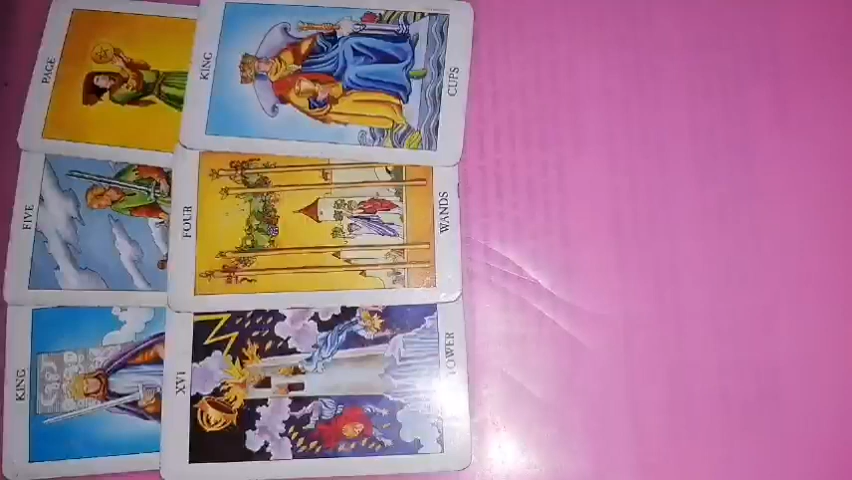 PAGE
KING
CUPS
FIVE
FOUR
WANDS
KING
XVI
TOWER